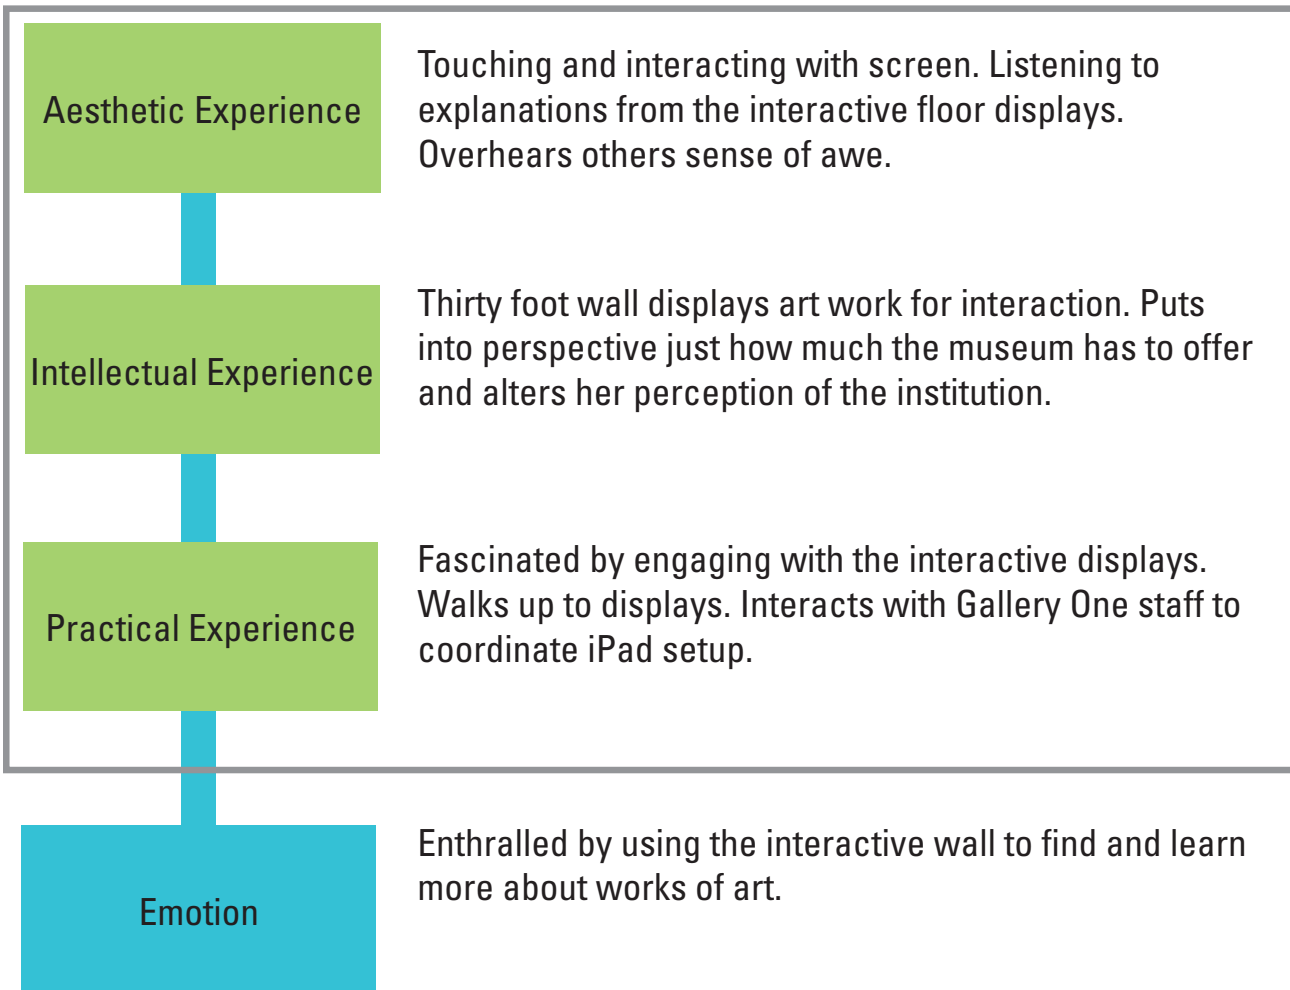 Aesthetic Experience
Touching and interacting with screen. Listening to
explanations from the interactive floor displays.
Overhears others sense of awe.
Intellectual Experience
Thirty foot wall displays art work for interaction. Puts
into perspective just how much the museum has to offer
and alters her perception of the institution.
Practical Experience
Fascinated by engaging with the interactive displays.
Walks up to displays. Interacts with Gallery One staff to
coordinate iPad setup.
Emotion
Enthralled by using the interactive wall to find and learn
more about works of art.